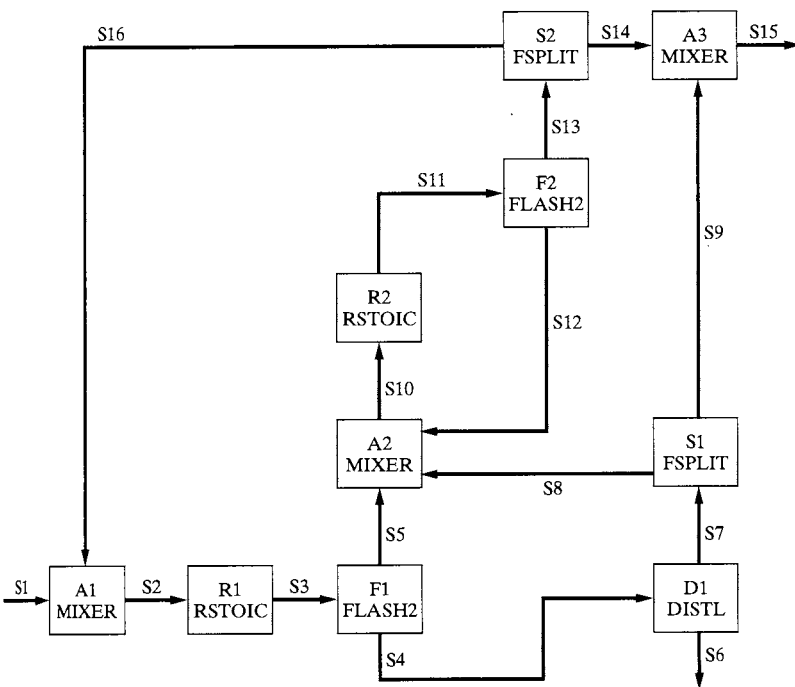 S16
S2
FSPLIT
S14
A3
MIXER
S15
S13
S11
F2
FLASH2
S9
R2
RSTOIC
S12
S10
A2
MIXER
S1
FSPLIT
S8
S5
S7
S1
A1
MIXER
S2
R1
RSTOIC
S3
F1
FLASH2
D1
DISTL
S4
S6